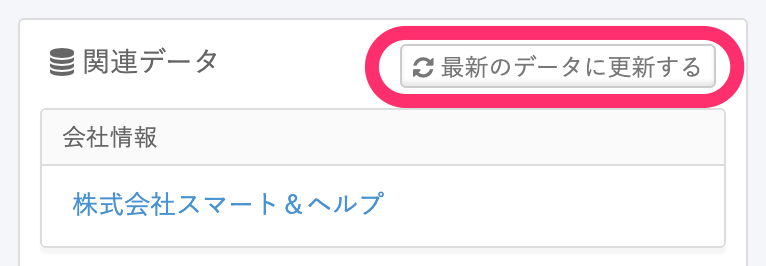 関連データ
最新のデータに更新する
会社情報
株式会社スマート＆ヘルプ